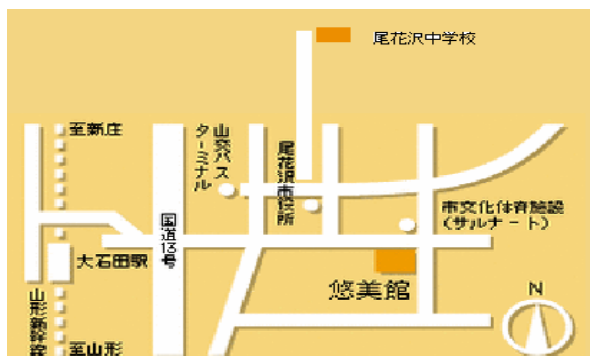 尾花沢中学校
至新庄
山交バス
ターミナル
尾花沢市役所
国道13号
市文化体育施設
(サルナート)
大石田駅
悠美館
N
山形新幹線
至山形